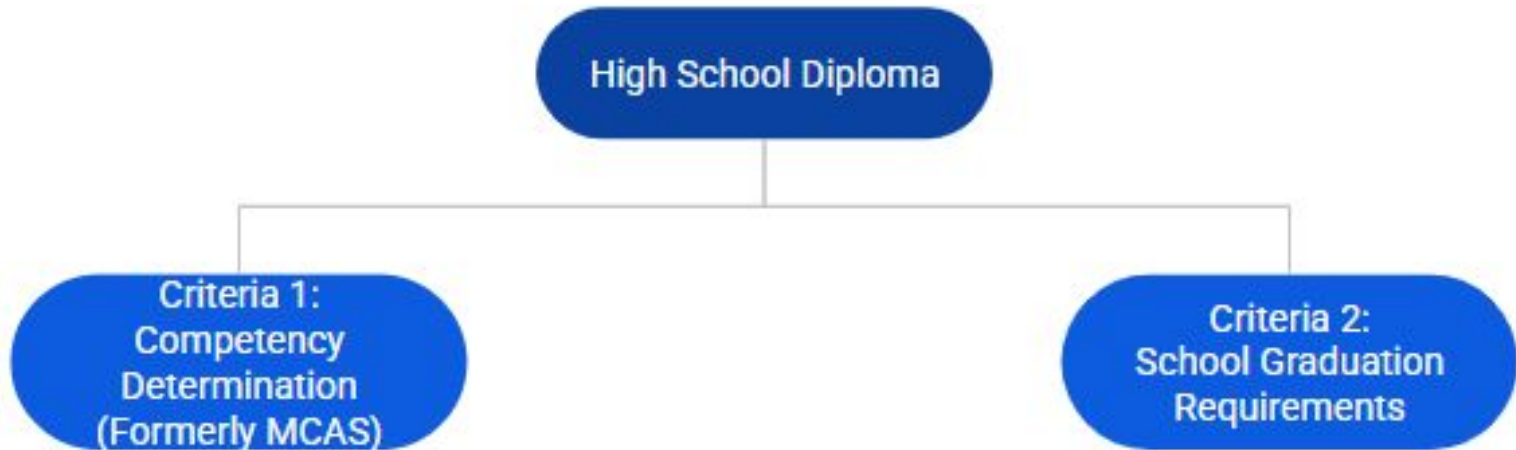 High School Diploma
Criteria 1:
Competency
Determination
(Formerly MCAS)
Criteria 2:
School Graduation
Requirements